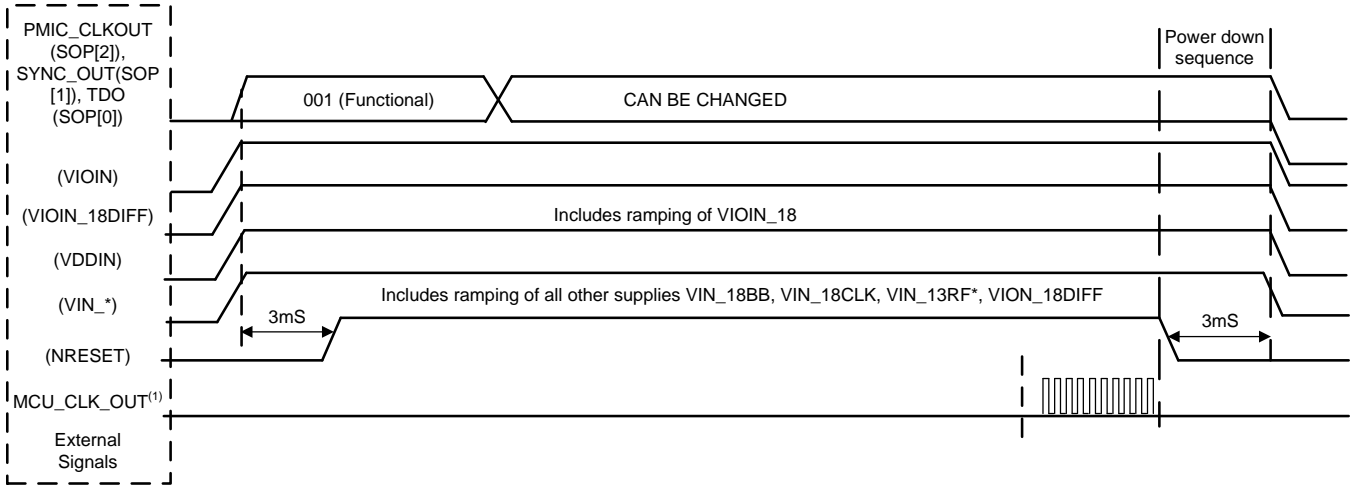 PMIC_CLKOUT
(SOP[2]),
SYNC_OUT(SOP
[1]), TDO
(SOP[0])
Power down
sequence
001 (Functional)
CAN BE CHANGED
(VIOIN)
(VIOIN_18DIFF)
Includes ramping of VIOIN_18
(VDDIN)
(VIN_*)
Includes ramping of all other supplies VIN_18BB, VIN_18CLK, VIN_13RF*, VION_18DIFF
3mS
3mS
(NRESET)
MCU_CLK_OUT(1)
External
Signals